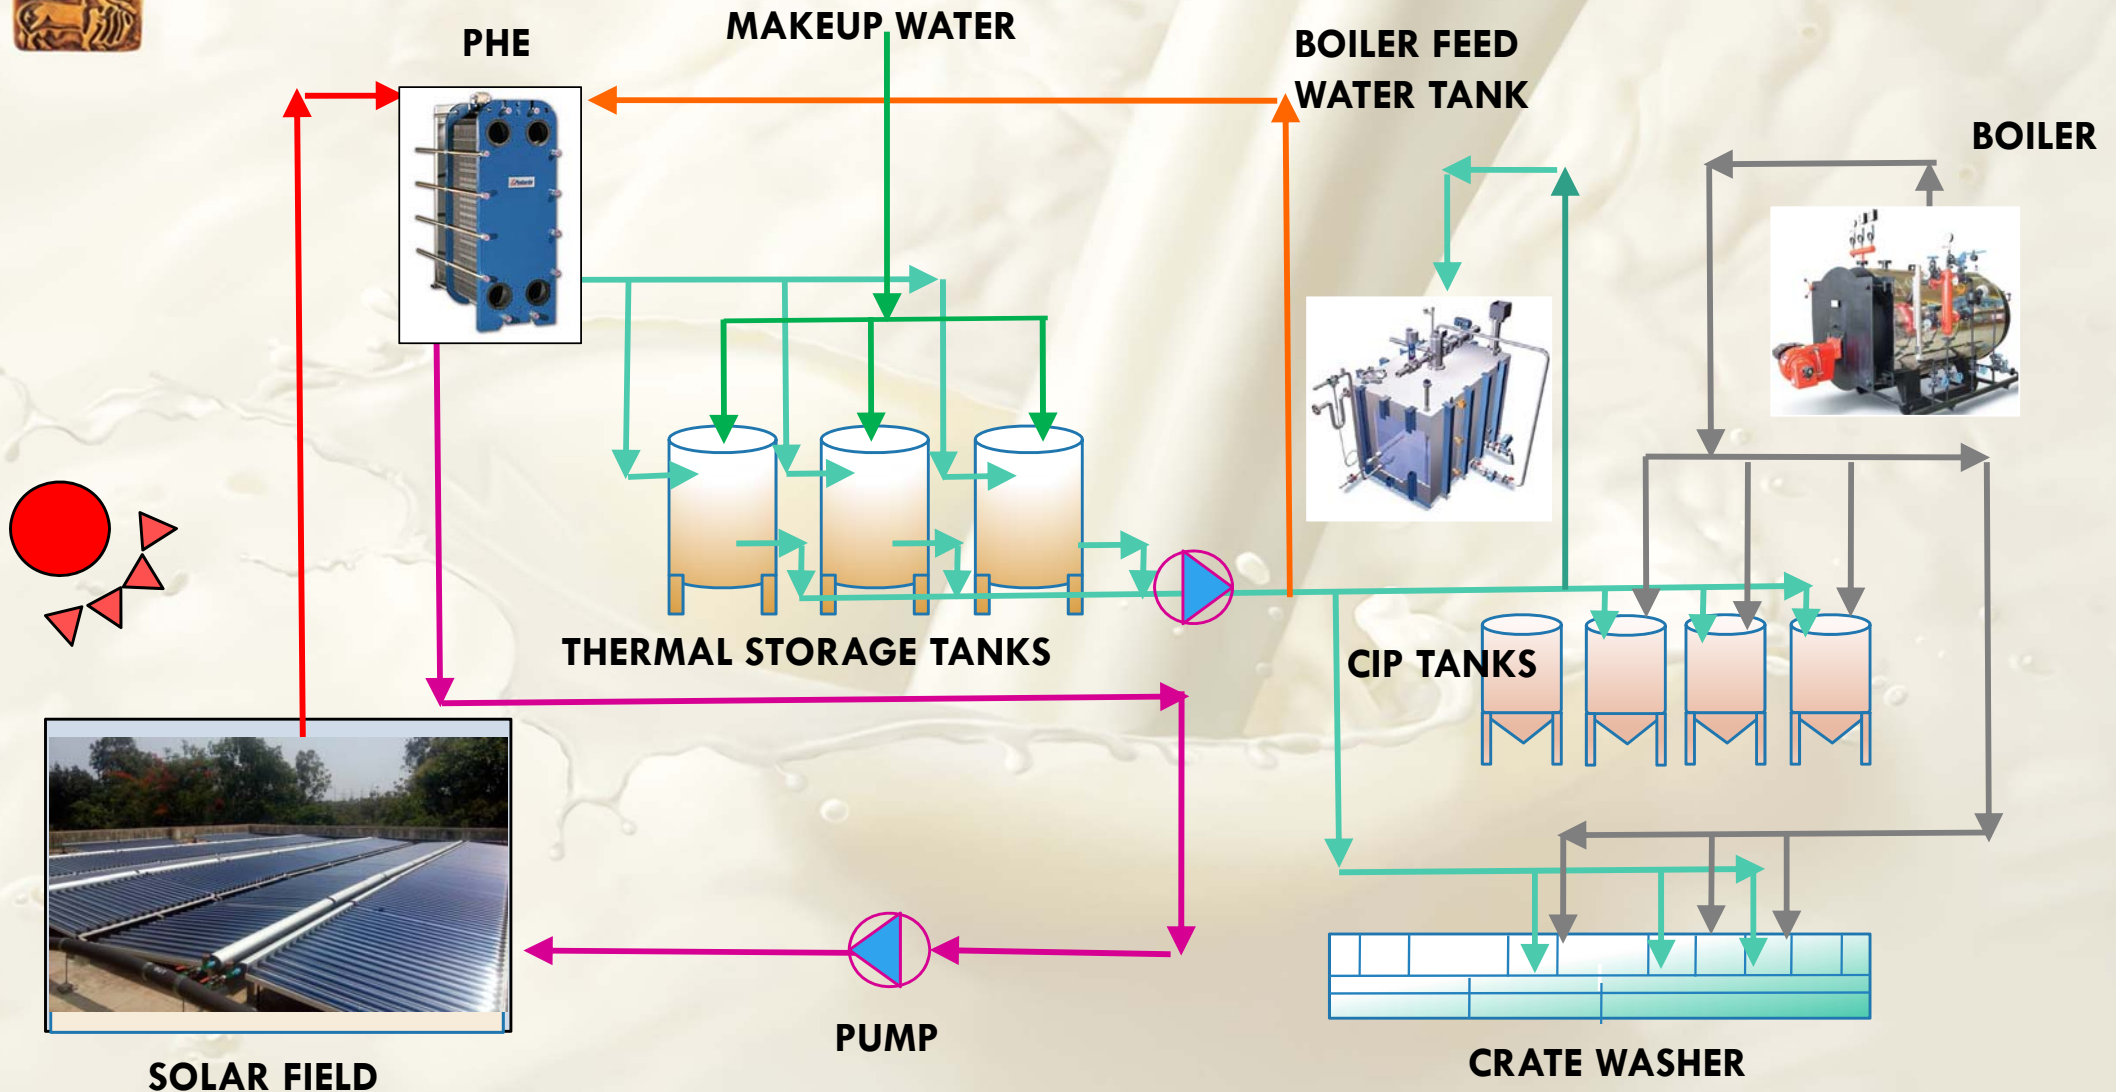 PHE
MAKEUP WATER
BOILER FEED
WATER TANK
BOILER
THERMAL STORAGE TANKS
CIP TANKS
PUMP
CRATE WASHER
SOLAR FIELD